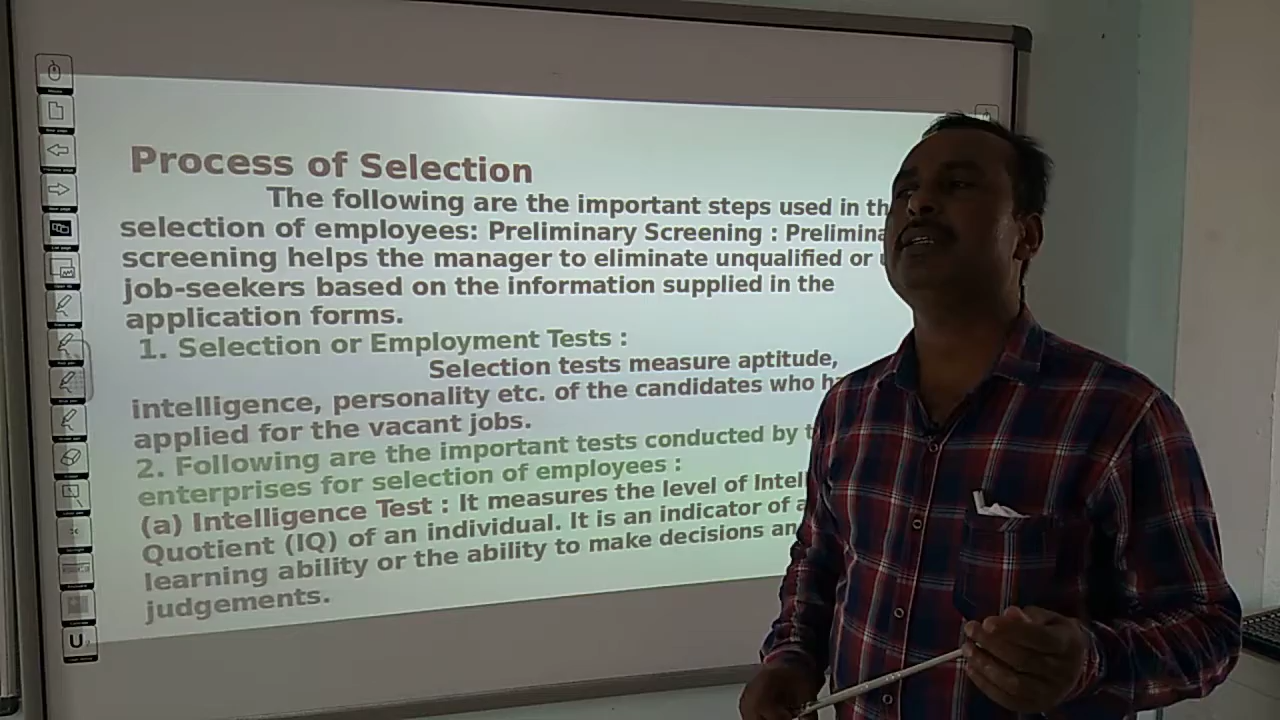 Process of Selection
The following are the important steps used in th
selection of employees: Preliminary Screening : Prelimina
screening helps the manager to eliminate unqualified or
job-seekers based on the information supplied in the
application forms.
1. Selection or Employment Tests :
Selection tests measure aptitude,
intelligence, personality etc. of the candidates who ha
applied for the vacant jobs.
2. Following are the important tests conducted by t
enterprises for selection of employees :
(a) Intelligence Test : It measures the level of Intell
Quotient (IQ) of an individual. It is an indicator of a
learning ability or the ability to make decisions an
judgements.